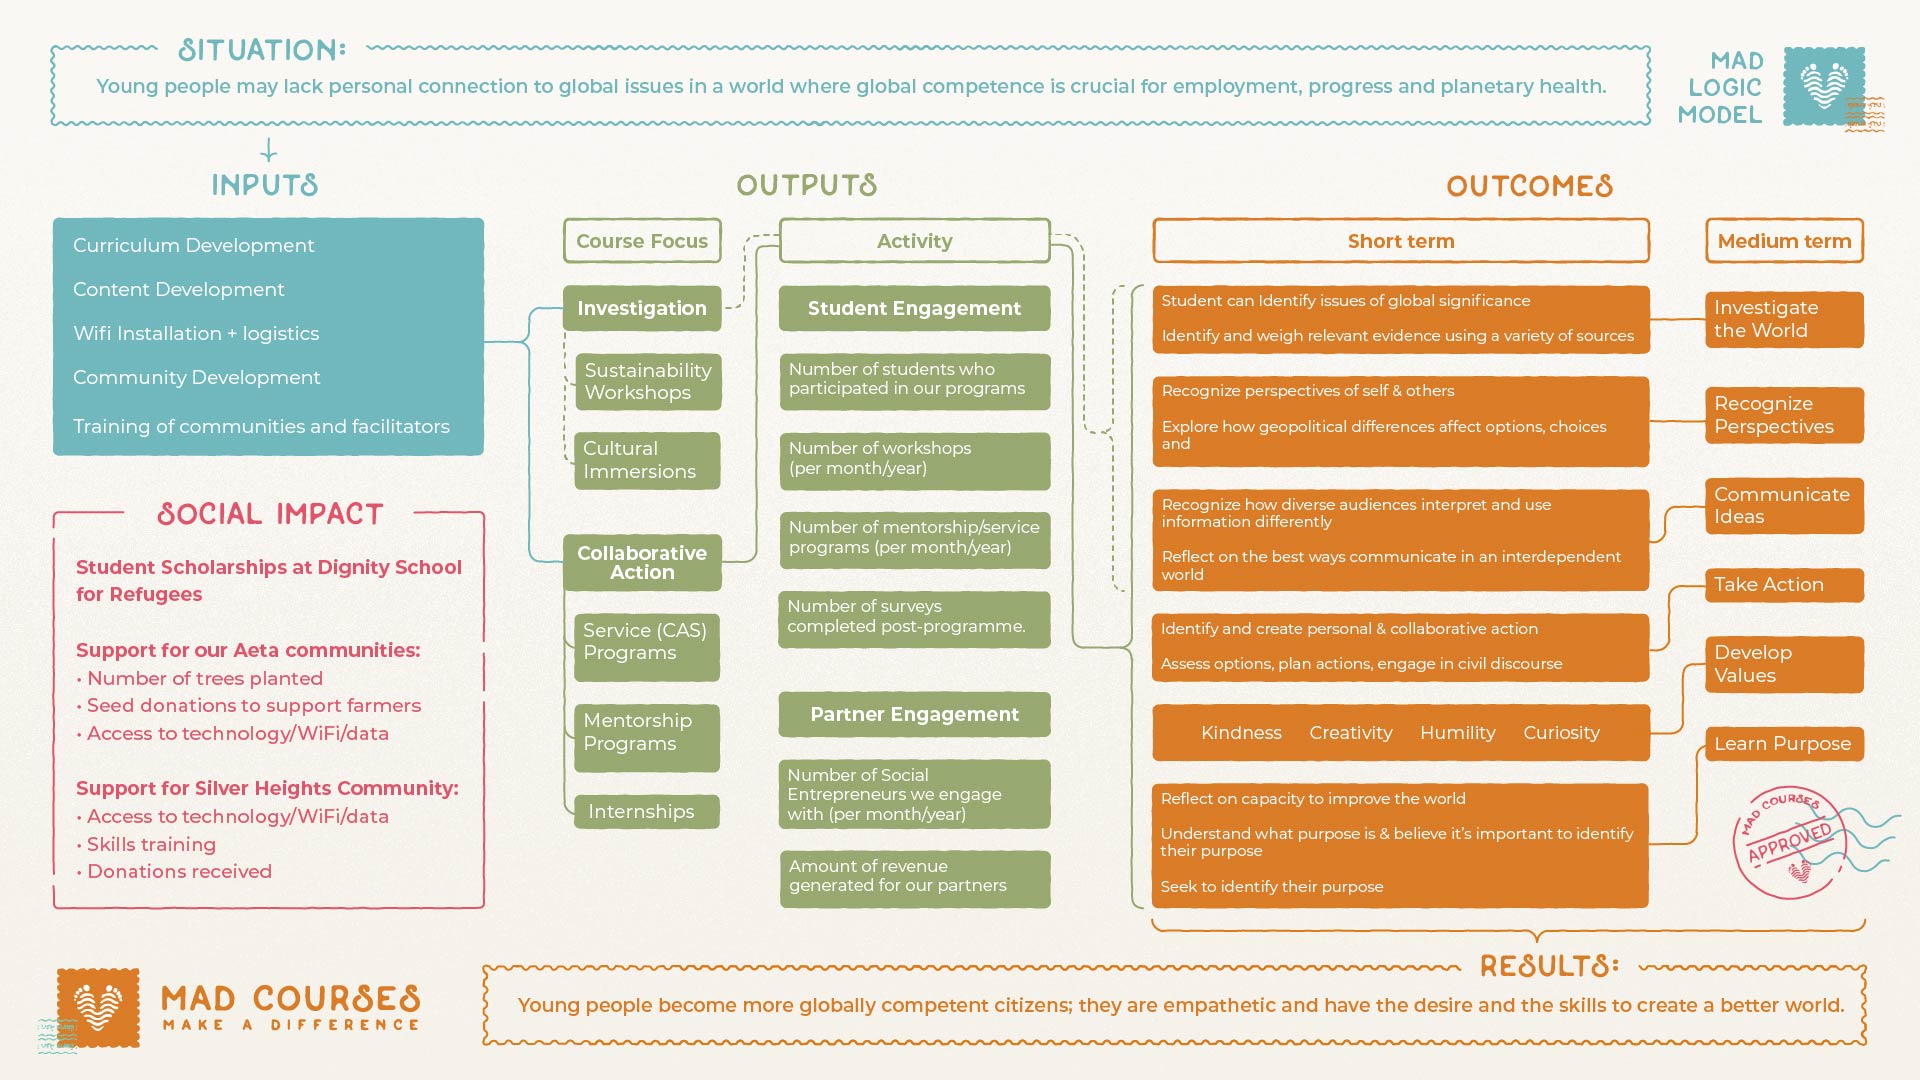 SITUATION:
Young people may lack personal connection to global issues in a world where global competence is crucial for employment, progress and planetary health.
MAD
LOGIC
MODEL
INPUTS
Curriculum Development
Content Development
Wifi Installation + logistics
Community Development
Training of communities and facilitators
SOCIAL IMPACT
Student Scholarships at Dignity School
for Refugees
Support for our Aeta communities:
• Number of trees planted
• Seed donations to support farmers
• Access to technology/WiFi/data
Support for Silver Heights Community:
• Access to technology/WiFi/data
• Skills training
• Donations received
OUTPUTS
Course Focus
Investigation
Sustainability
Workshops
Cultural
Immersions
Collaborative
Action
Service (CAS)
Programs
Mentorship
Programs
Internships
Activity
Student Engagement
Number of students who
participated in our programs
Number of workshops
(per month/year)
Number of mentorship/service
programs (per month/year)
Number of surveys
completed post-programme.
Partner Engagement
Number of Social
Entrepreneurs we engage
with (per month/year)
Amount of revenue
generated for our partners
OUTCOMES
Short term
Student can Identify issues of global significance
Identify and weigh relevant evidence using a variety of sources
Recognize perspectives of self & others
Explore how geopolitical differences affect options, choices
and
Recognize how diverse audiences interpret and use
information differently
Reflect on the best ways communicate in an interdependent
world
Identify and create personal & collaborative action
Assess options, plan actions, engage in civil discourse
Kindness Creativity Humility Curiosity
Reflect on capacity to improve the world
Understand what purpose is & believe it's important to identify
their purpose
Seek to identify their purpose
Medium term
Investigate
the World
Recognize
Perspectives
Communicate
Ideas
Take Action
Develop
Values
Learn Purpose
MAD COURSES
APPROVED
MAD COURSES
MAKE A DIFFERENCE
RESULTS:
Young people become more globally competent citizens; they are empathetic and have the desire and the skills to create a better world.